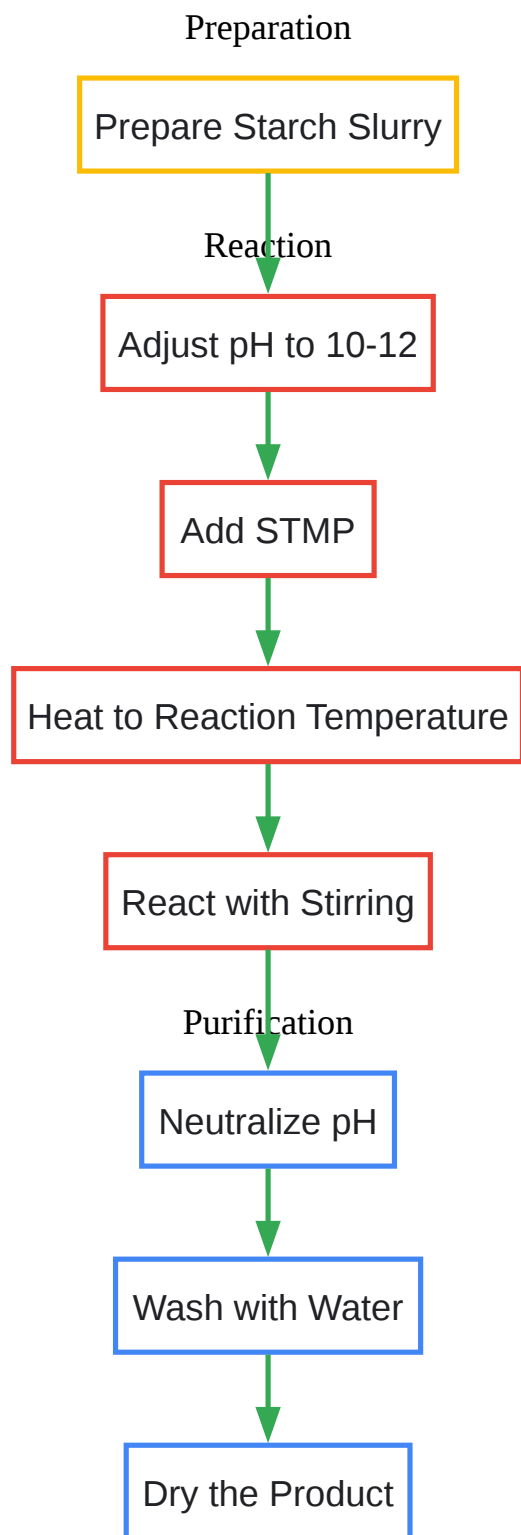 Preparation
Prepare Starch Slurry
Reaction
Adjust pH to 10-12
Add STMP
Heat to Reaction Temperature
React with Stirring
Purification
Neutralize pH
Wash with Water
Dry the Product